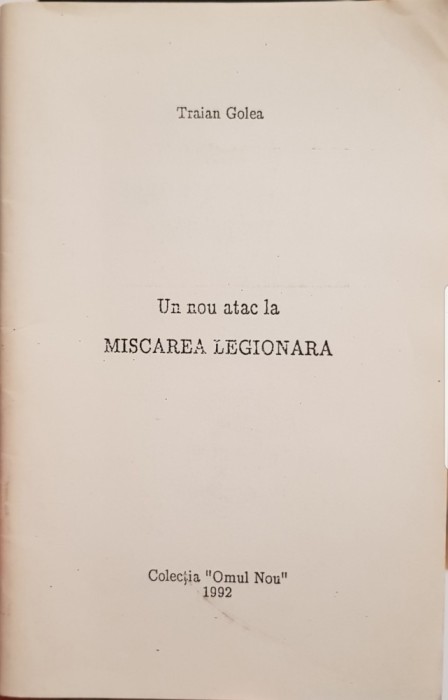 Traian Golea
Un nou atac la
MISCAREA LEGIONARA
Colecția "Omul Nou"
1992